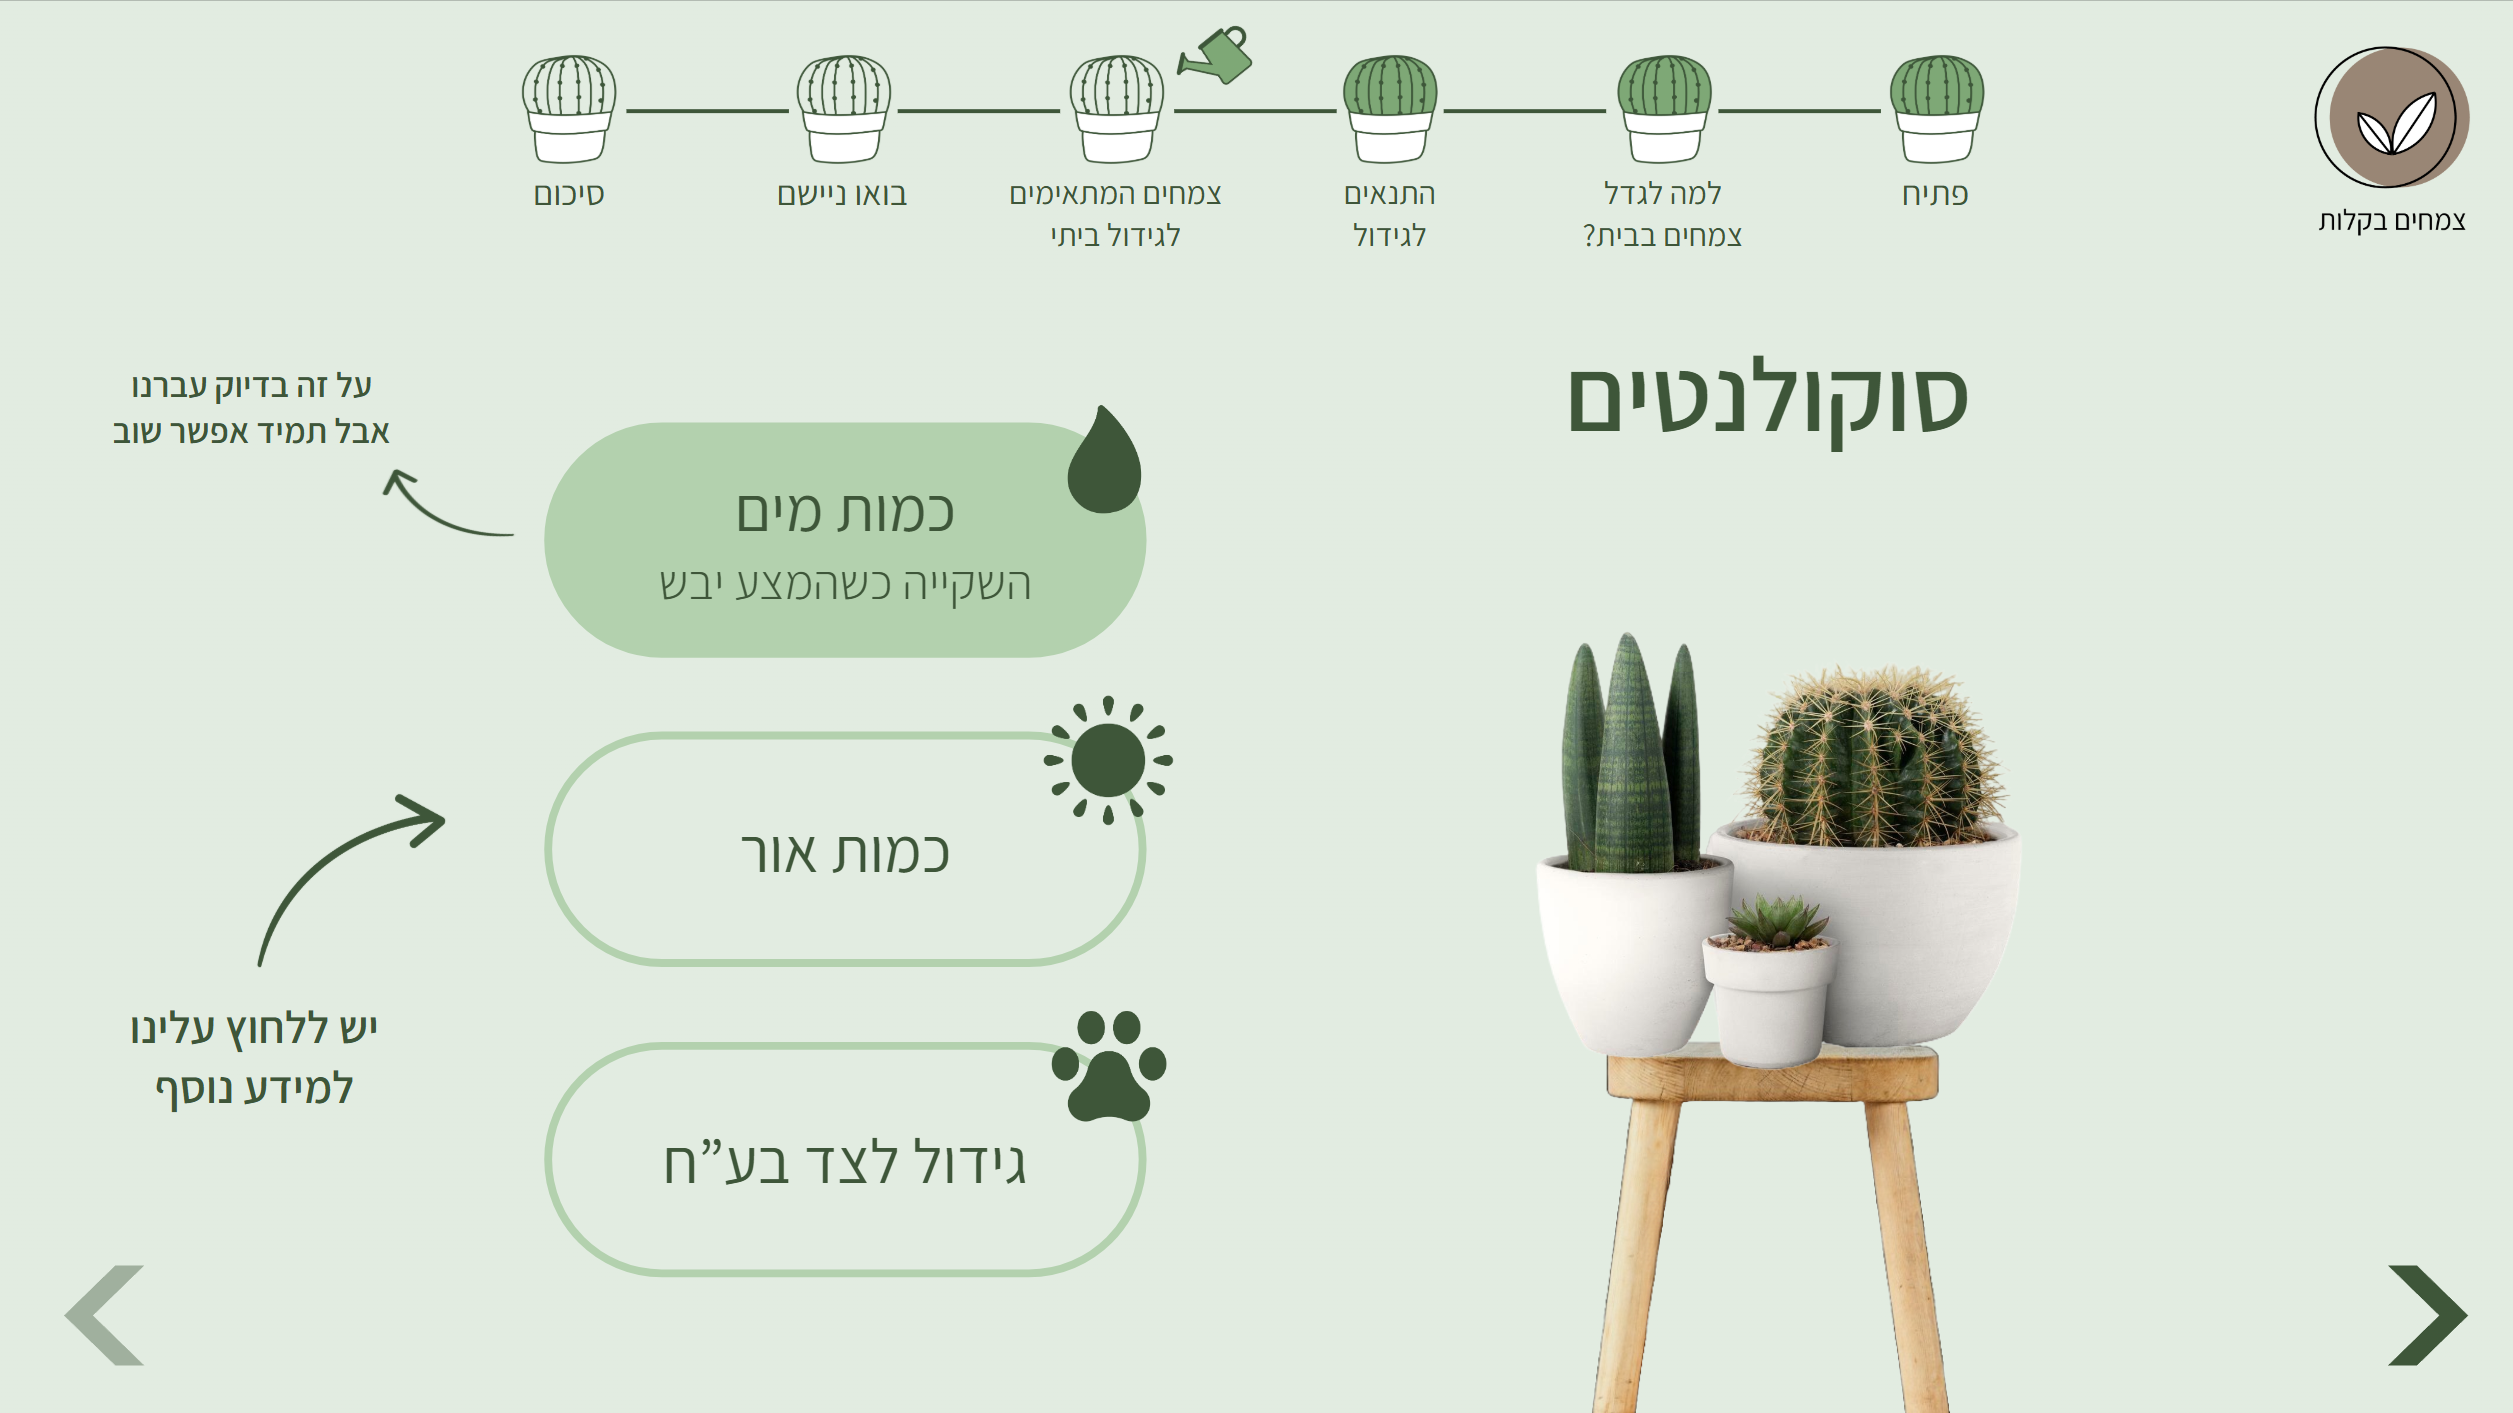 צמחים בקלות
פתיח
למה לגדל
צמחים בבית?
התנאים
לגידול
צמחים המתאימים
לגידול ביתי
בואו ניישם
סיכום
סוקולנטים
כמות מים
השקייה כשהמצע יבש
על זה בדיוק עברנו
אבל תמיד אפשר שוב
כמות אור
יש ללחוץ עלינו
למידע נוסף
גידול לצד בע”ח